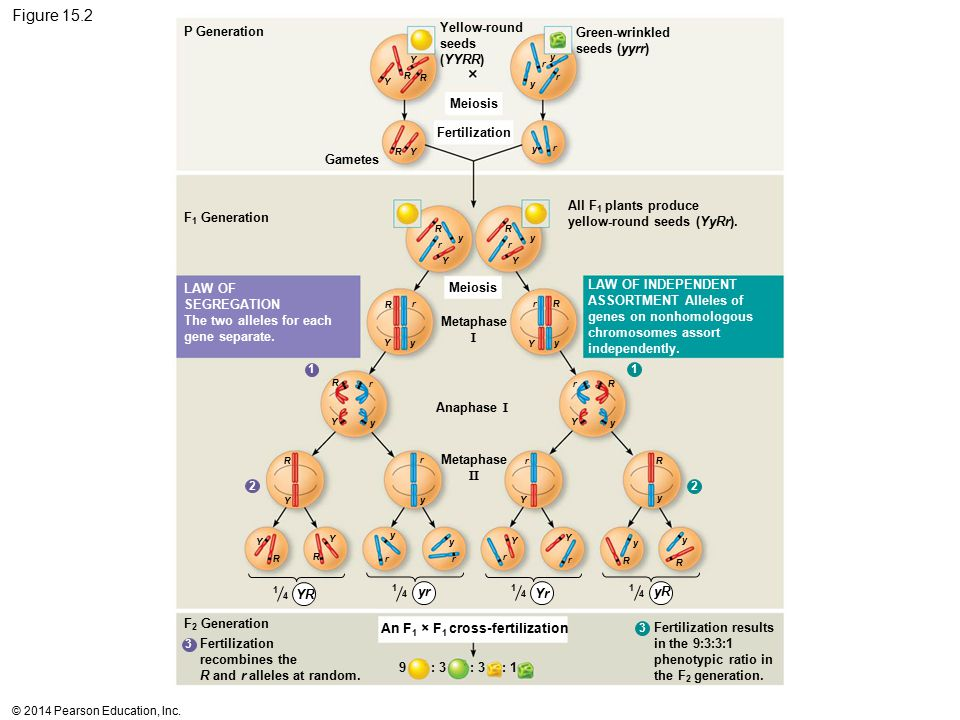 Figure 15.2
P Generation
Yellow-round
seeds
(YYRR)
×
Green-wrinkled
seeds (yyrr)
Y
Y
R
R
y
r
y
r
Meiosis
Fertilization
Gametes
R Y
y r
F₁ Generation
All F₁ plants produce
yellow-round seeds (YyRr).
R
y
r
Y
R
y
r
Y
LAW OF
SEGREGATION
The two alleles for each
gene separate.
Meiosis
LAW OF INDEPENDENT
ASSORTMENT Alleles of
genes on nonhomologous
chromosomes assort
independently.
R r
Y y
Metaphase
I
r R
Y y
1
1
R r
Y y
Anaphase I
r R
Y y
Metaphase
II
2
R
Y
r
y
r
Y
R
y
2
Y
R
Y
R
y
r
y
r
Y
r
Y
r
y
R
y
R
1/4 YR
1/4 yr
1/4 Yr
1/4 yR
F₂ Generation
An F₁ × F₁ cross-fertilization
3 Fertilization
recombines the
R and r alleles at random.
9 : 3 : 3 : 1
3 Fertilization results
in the 9:3:3:1
phenotypic ratio in
the F₂ generation.
© 2014 Pearson Education, Inc.